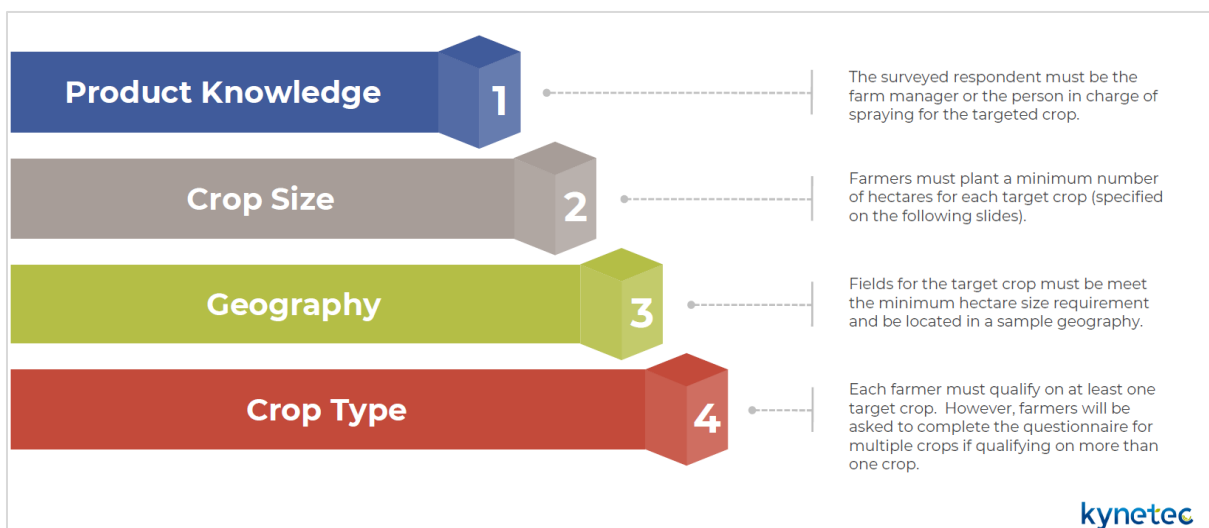 Product Knowledge
1
The surveyed respondent must be the
farm manager or the person in charge of
spraying for the targeted crop.
Crop Size
2
Farmers must plant a minimum number
of hectares for each target crop (specified
on the following slides).
Geography
3
Fields for the target crop must be meet
the minimum hectare size requirement
and be located in a sample geography.
Crop Type
4
Each farmer must qualify on at least one
target crop.  However, farmers will be
asked to complete the questionnaire for
multiple crops if qualifying on more than
one crop.
kynetec